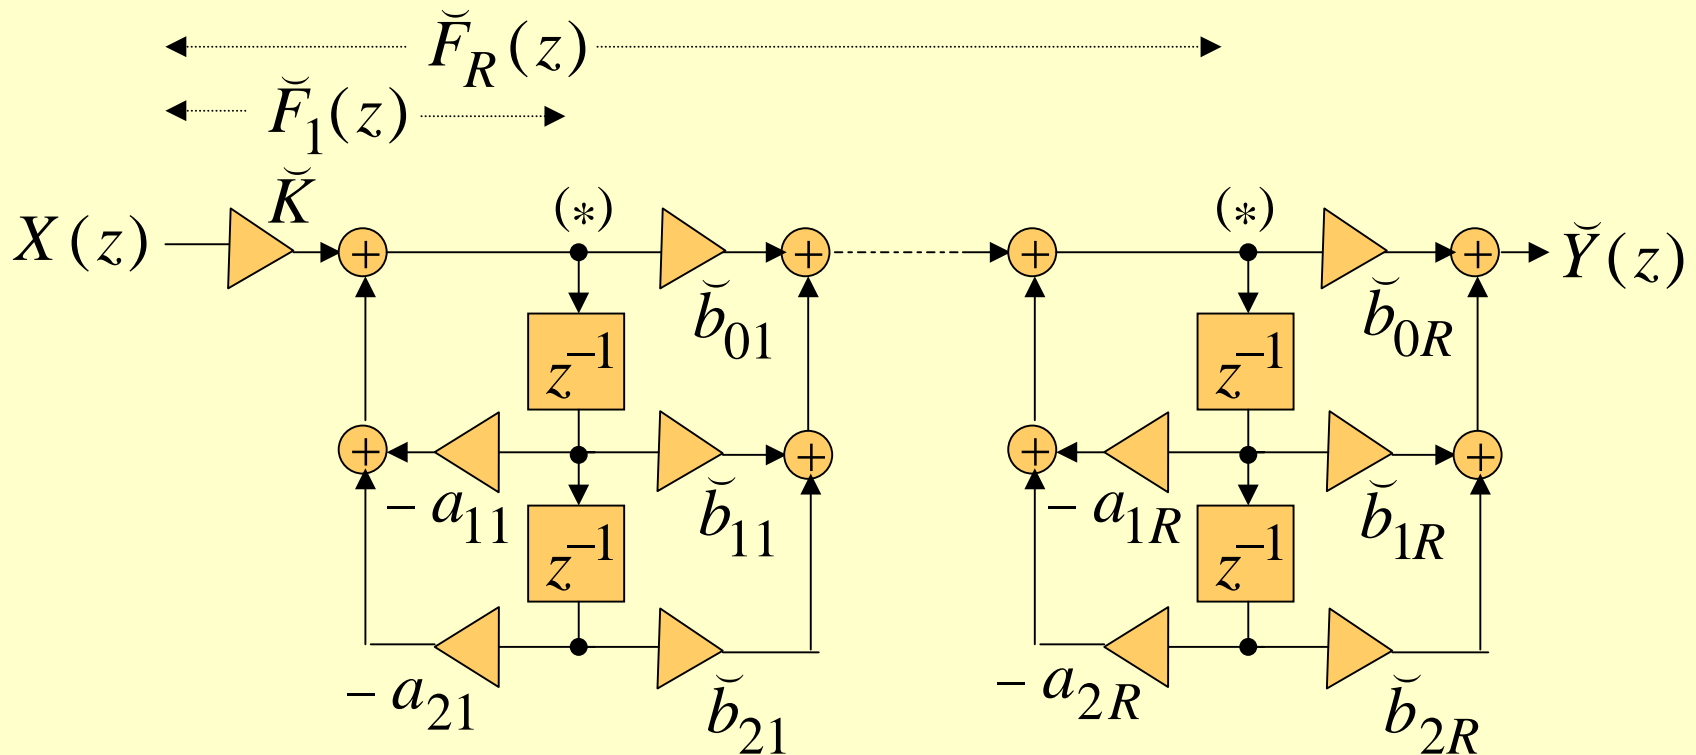 F̆_R(z)
F̆_1(z)
K̆
(*) (*)
X(z) + + + + Y̆(z)
b̆_01 b̆_0R
z^−1 z^−1
+ + + +
− a_11 b̆_11 − a_1R b̆_1R
z^−1 z^−1
− a_21 b̆_21 − a_2R b̆_2R